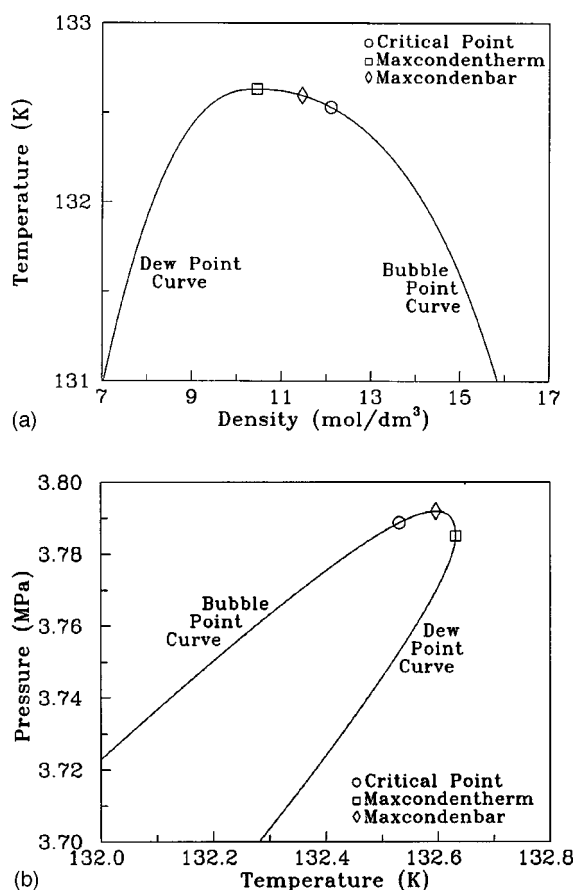 133
Critical Point
Maxcondentherm
Maxcondenbar
Temperature (K)
132
Dew Point
Curve
Bubble
Point
Curve
131
7 9 11 13 15 17
(a)
Density (mol/dm³)
3.80
3.78
3.76
3.74
3.72
3.70
Pressure (MPa)
Bubble
Point
Curve
Dew
Point
Curve
Critical Point
Maxcondentherm
Maxcondenbar
132.0 132.2 132.4 132.6 132.8
(b)
Temperature (K)